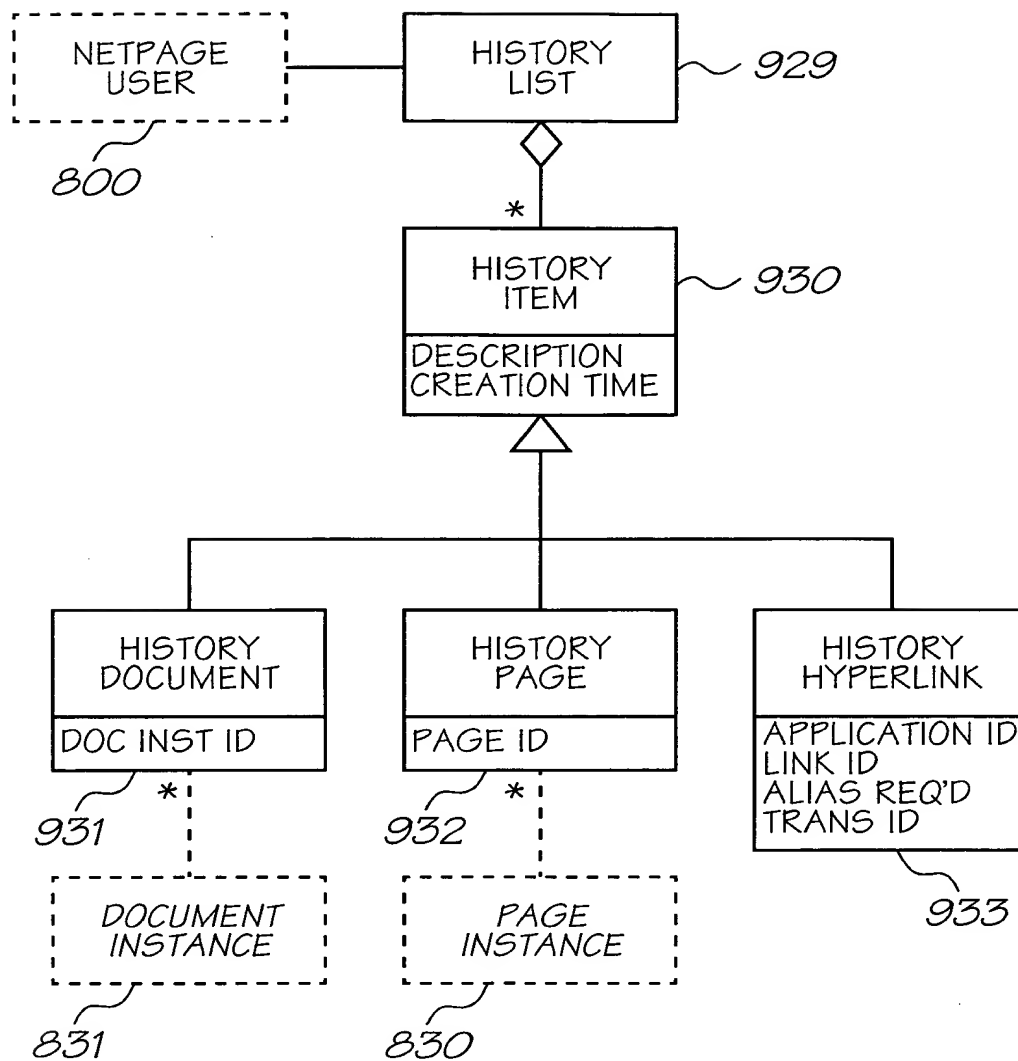 NETPAGE
USER
800
HISTORY
LIST
929
*
HISTORY
ITEM
930
DESCRIPTION
CREATION TIME
HISTORY
DOCUMENT
DOC INST ID
931
*
HISTORY
PAGE
PAGE ID
932
*
HISTORY
HYPERLINK
APPLICATION ID
LINK ID
ALIAS REQ'D
TRANS ID
933
DOCUMENT
INSTANCE
831
PAGE
INSTANCE
830